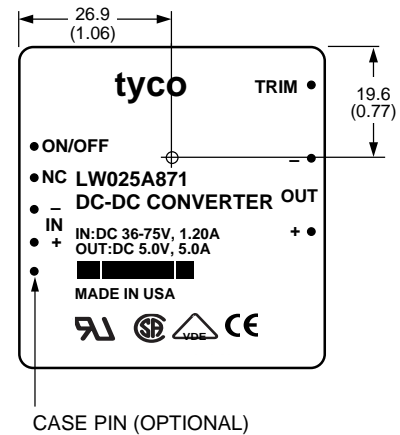 26.9
(1.06)
tyco
TRIM
19.6
(0.77)
ON/OFF
–
NC
LW025A871
DC-DC CONVERTER
OUT
–
IN
+
IN:DC 36-75V, 1.20A
OUT:DC 5.0V, 5.0A
+
MADE IN USA
SA
VDE
CE
CASE PIN (OPTIONAL)